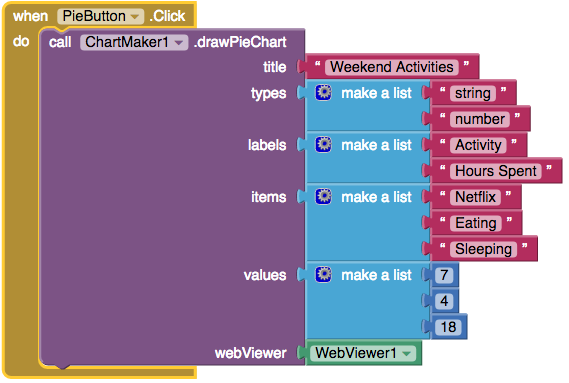 when PieButton .Click
do call ChartMaker1 .drawPieChart
title " Weekend Activities "
types make a list " string "
" number "
labels make a list " Activity "
" Hours Spent "
items make a list " Netflix "
" Eating "
" Sleeping "
values make a list 7
4
18
webViewer WebViewer1